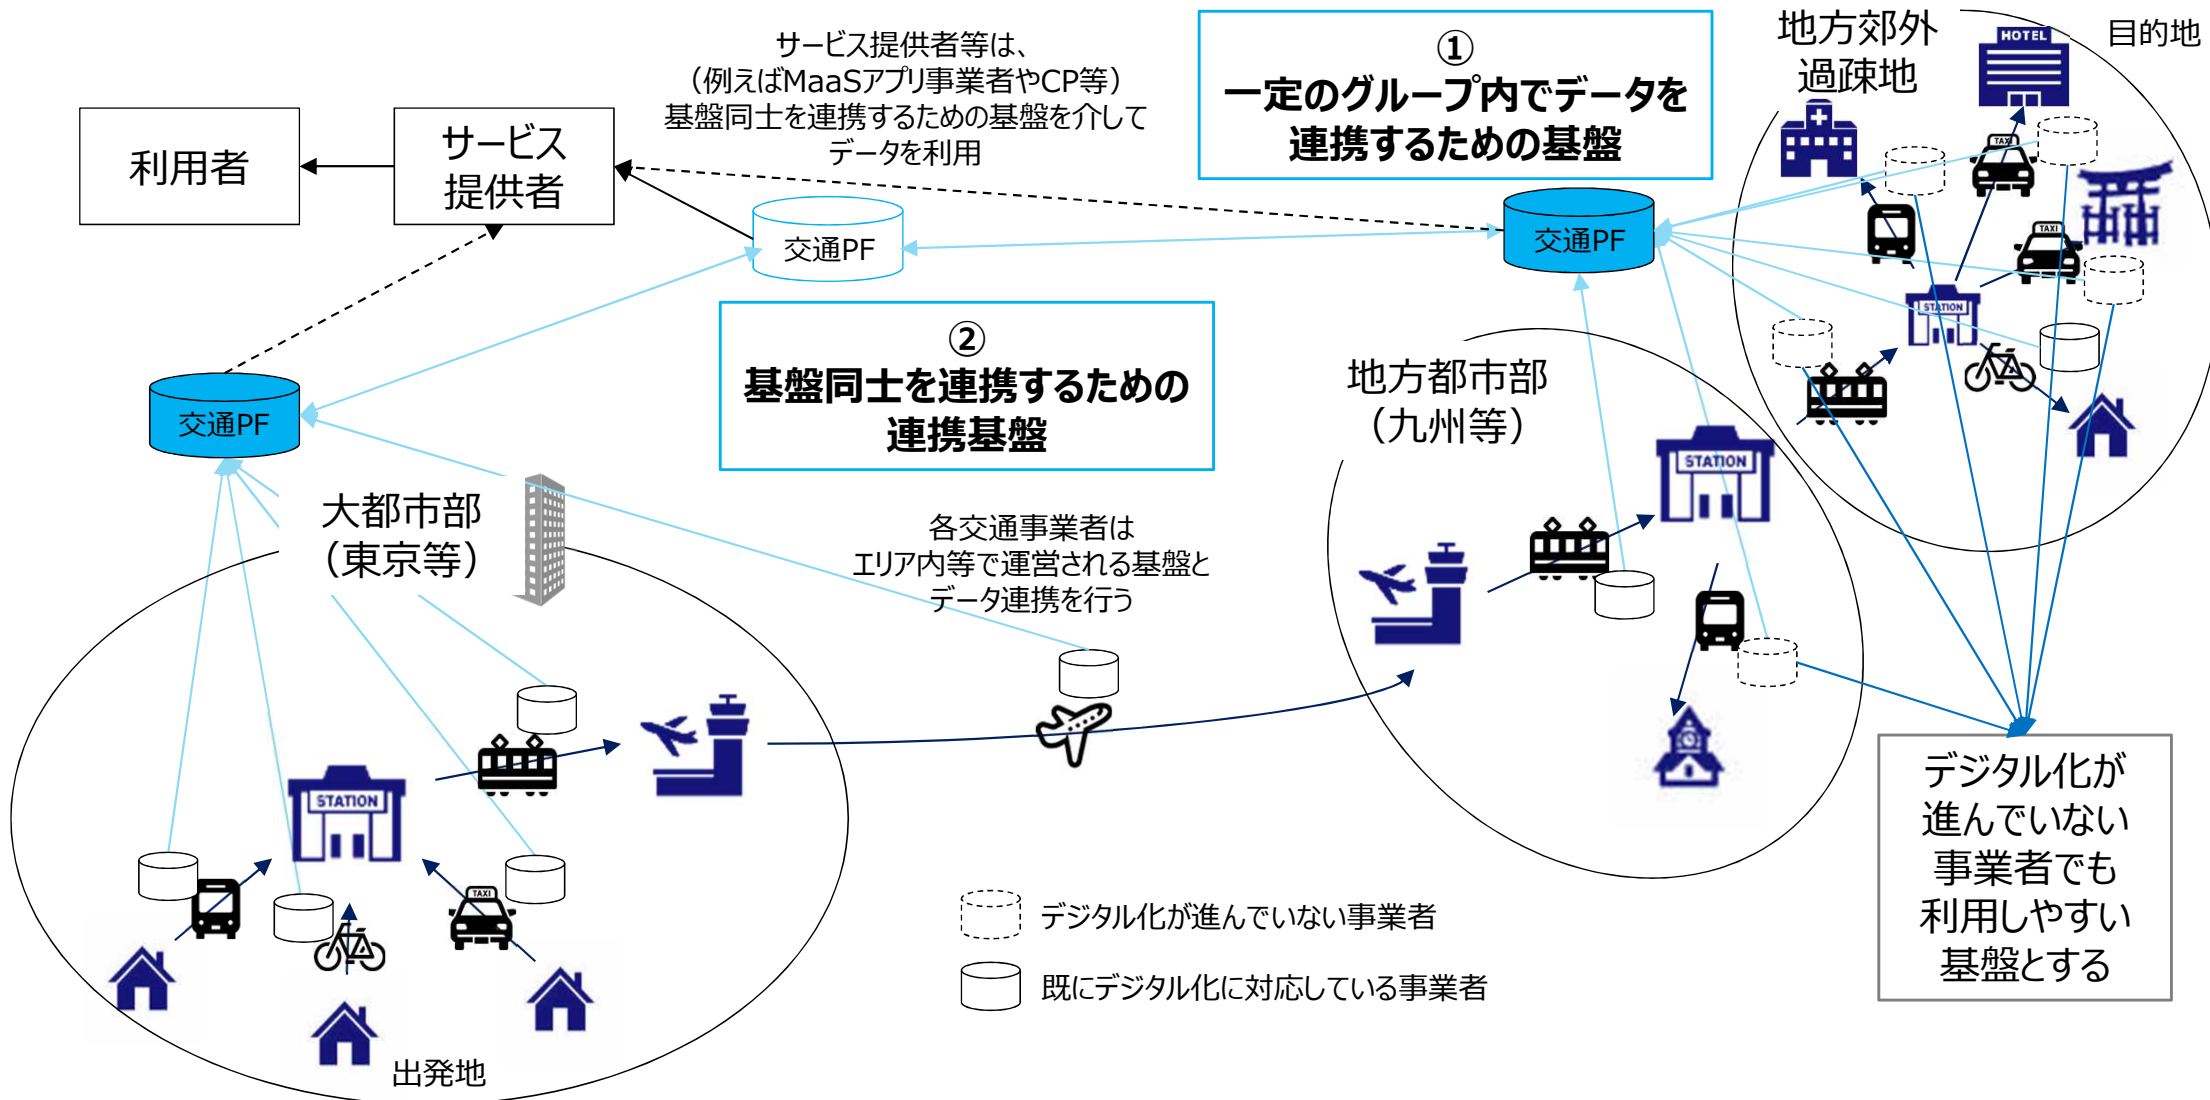 サービス提供者等は、
（例えばMaaSアプリ事業者やCP等）
基盤同士を連携するための基盤を介して
データを利用
①
一定のグループ内でデータを
連携するための基盤
地方郊外
過疎地
目的地
HOTEL
利用者
サービス
提供者
TAXI
交通PF
交通PF
TAXI
STATION
②
基盤同士を連携するための
連携基盤
地方都市部
（九州等）
交通PF
STATION
大都市部
（東京等）
各交通事業者は
エリア内等で運営される基盤と
データ連携を行う
STATION
TAXI
デジタル化が
進んでいない
事業者でも
利用しやすい
基盤とする
デジタル化が進んでいない事業者
既にデジタル化に対応している事業者
出発地